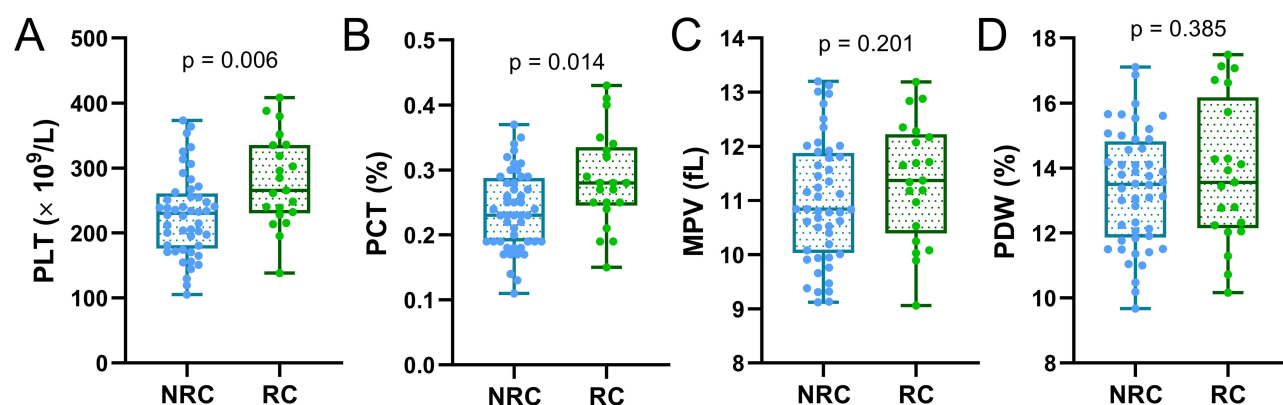 A
p = 0.006
PLT (× 10⁹/L)
500
400
300
200
100
0
NRC RC
B
p = 0.014
PCT (%)
0.5
0.4
0.3
0.2
0.1
0.0
NRC RC
C
p = 0.201
MPV (fL)
14
13
12
11
10
9
8
NRC RC
D
p = 0.385
PDW (%)
18
16
14
12
10
8
NRC RC